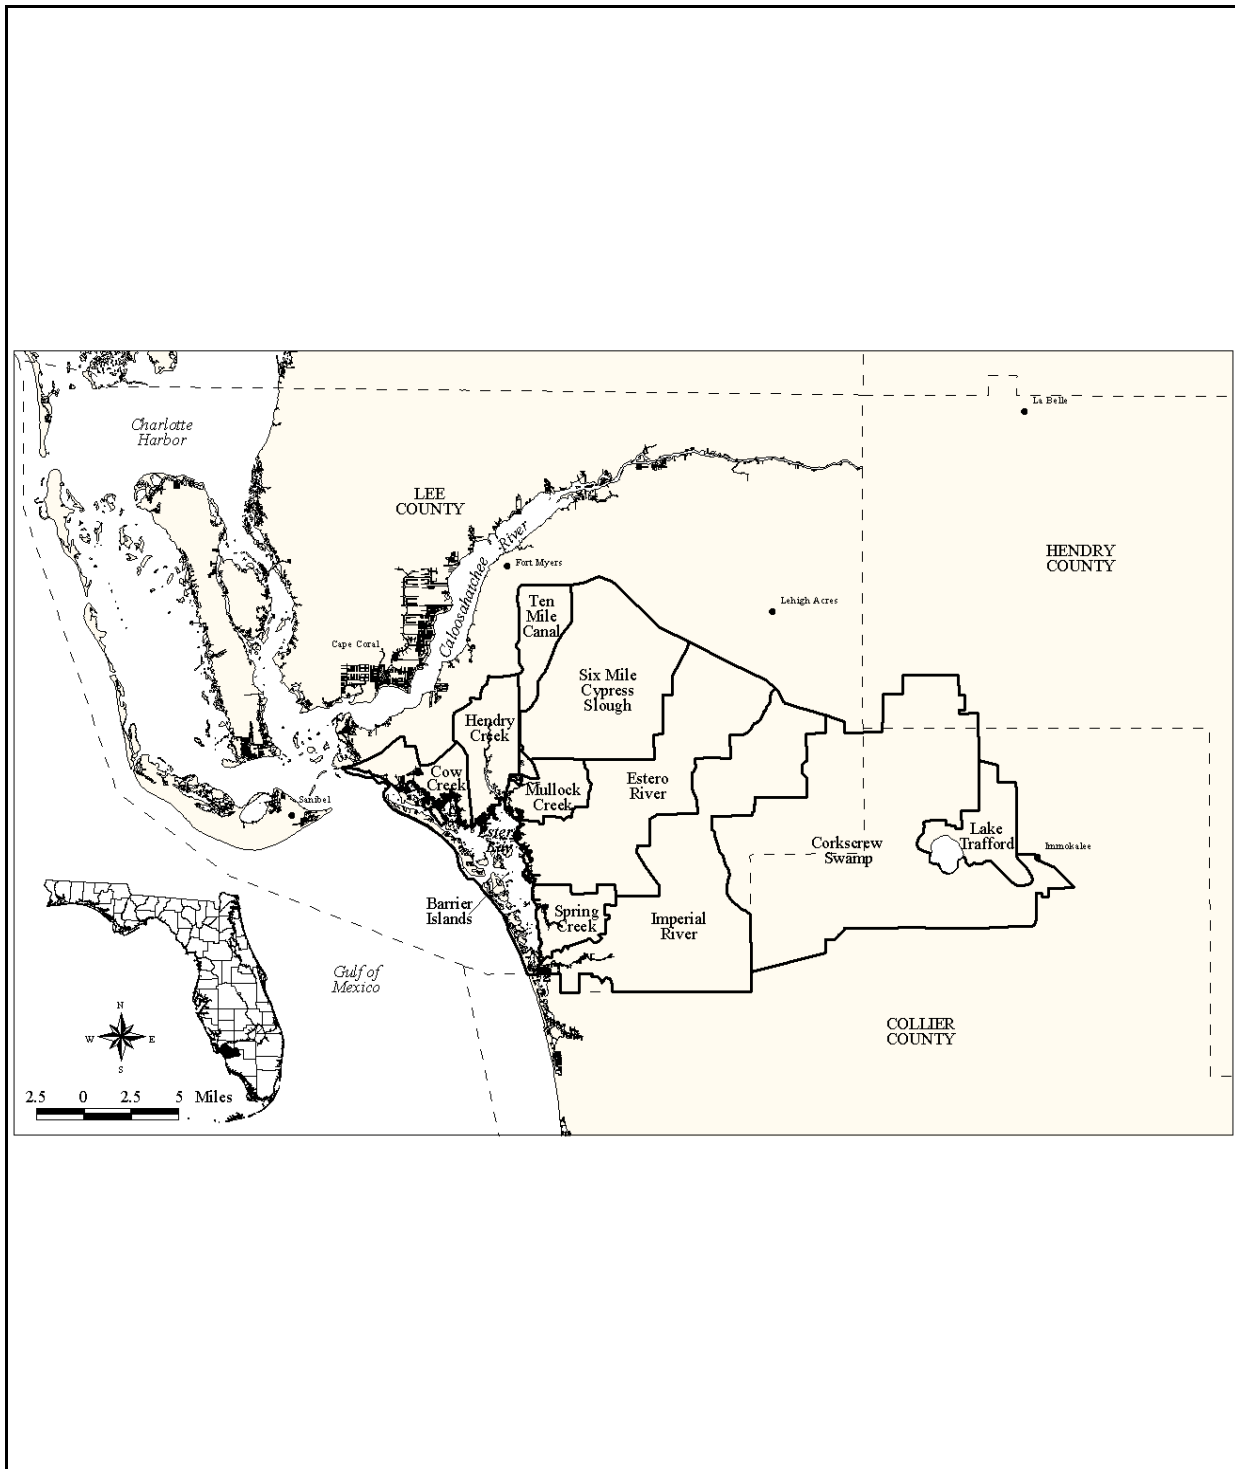 Charlotte
Harbor
La Belle
LEE
COUNTY
Caloosahatchee River
HENDRY
COUNTY
Fort Myers
Ten
Mile
Canal
Lehigh Acres
Cape Coral
Six Mile
Cypress
Slough
Hendry
Creek
Cow
Creek
Mullock
Creek
Estero
River
Sanibel
Estero
Bay
Corkscrew
Swamp
Lake
Trafford
Immokalee
Barrier
Islands
Spring
Creek
Imperial
River
Gulf of
Mexico
COLLIER
COUNTY
N
W E
S
2.5 0 2.5 5 Miles